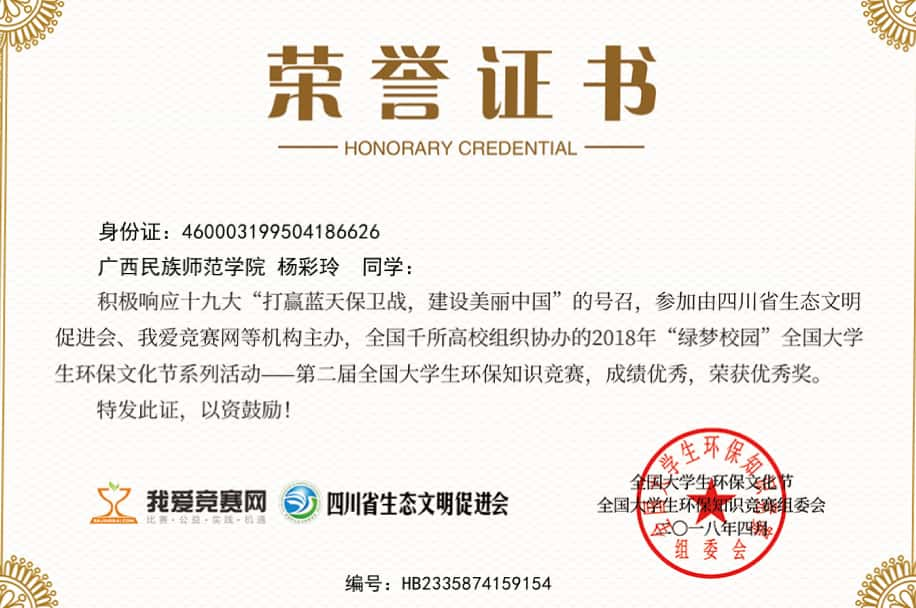 荣誉证书
HONORARY CREDENTIAL
身份证：460003199504186626
广西民族师范学院 杨彩玲 同学：
积极响应十九大“打赢蓝天保卫战，建设美丽中国”的号召，参加由四川省生态文明
促进会、我爱竞赛网等机构主办，全国千所高校组织协办的2018年“绿梦校园”全国大学
生环保文化节系列活动——第二届全国大学生环保知识竞赛，成绩优秀，荣获优秀奖。
特发此证，以资鼓励！
我爱竞赛网
比赛·公益·实践·机遇
四川省生态文明促进会
全国大学生环保文化节
全国大学生环保知识竞赛组委会
二〇一八年四月
组委会
编号：HB2335874159154